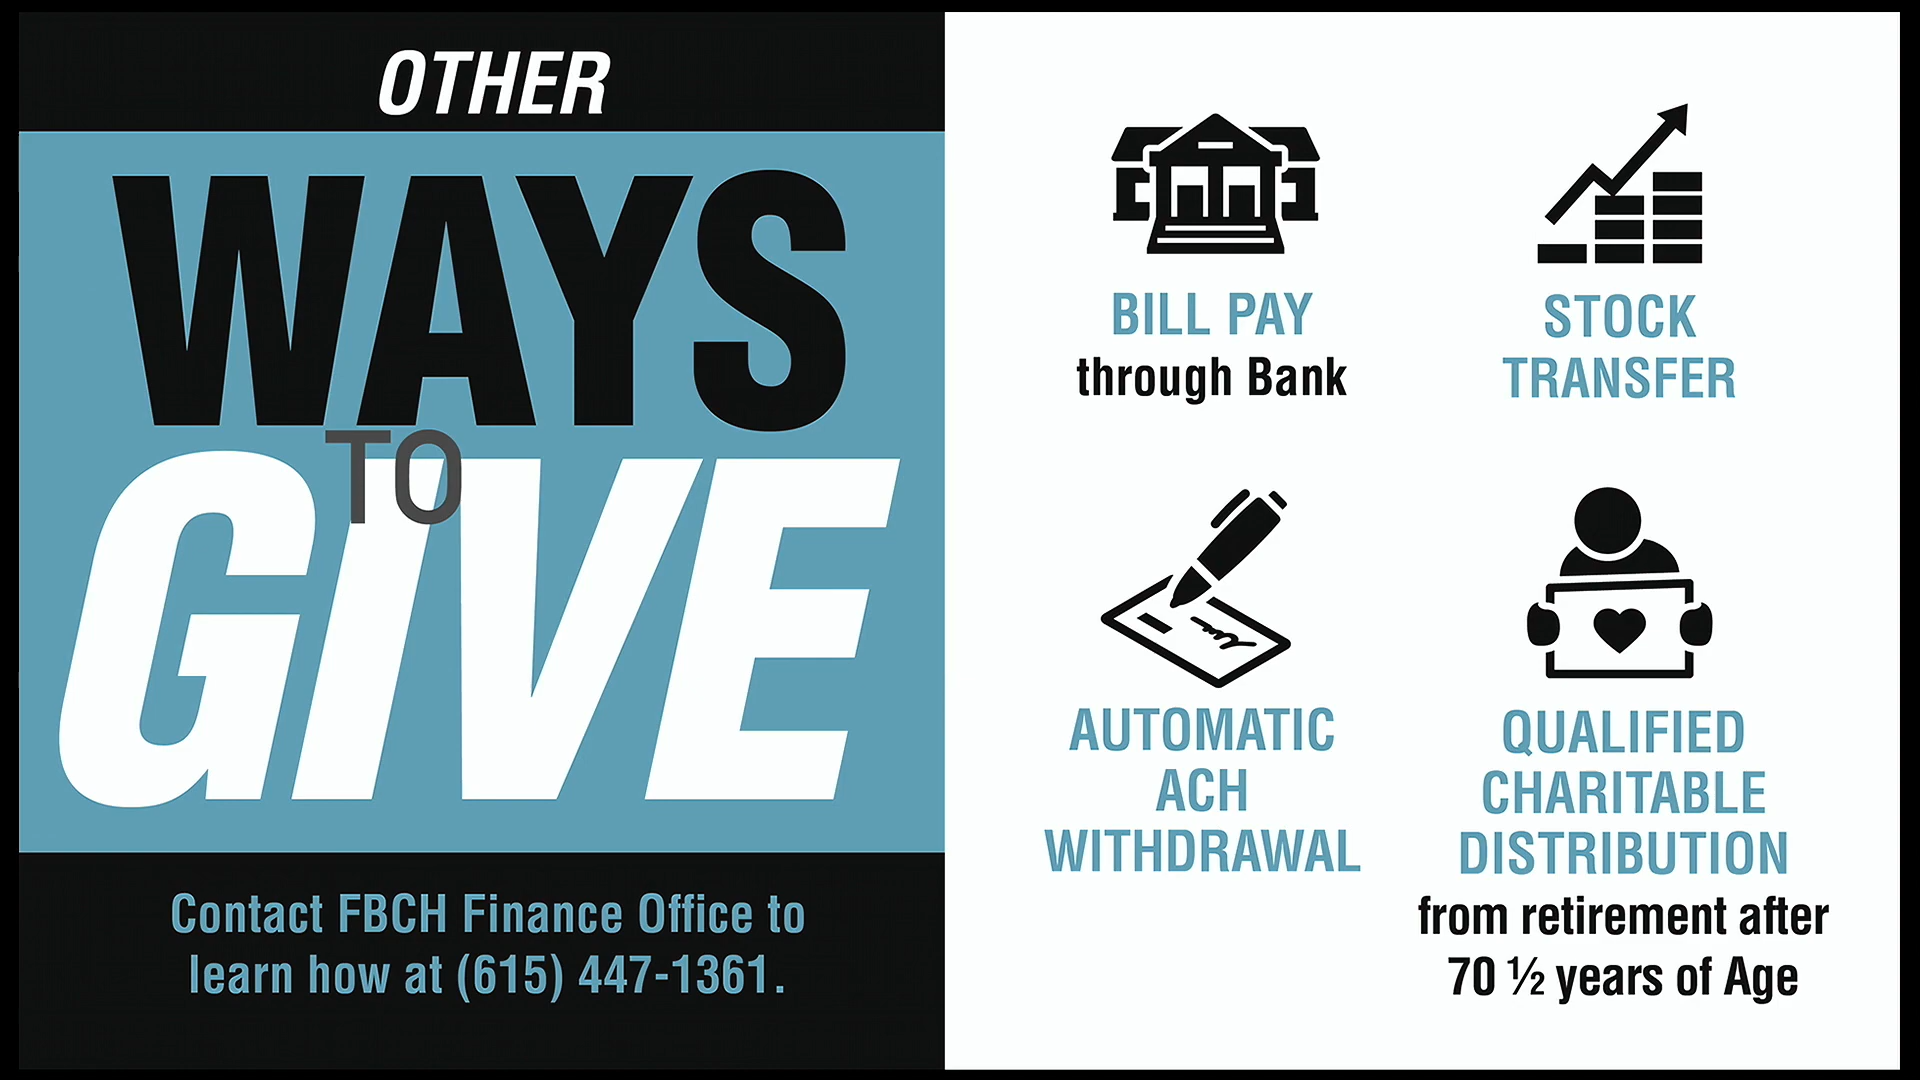 OTHER
WAYS
TO
GIVE
Contact FBCH Finance Office to
learn how at (615) 447-1361.
BILL PAY
through Bank
STOCK
TRANSFER
AUTOMATIC
ACH
WITHDRAWAL
QUALIFIED
CHARITABLE
DISTRIBUTION
from retirement after
70 ½ years of Age